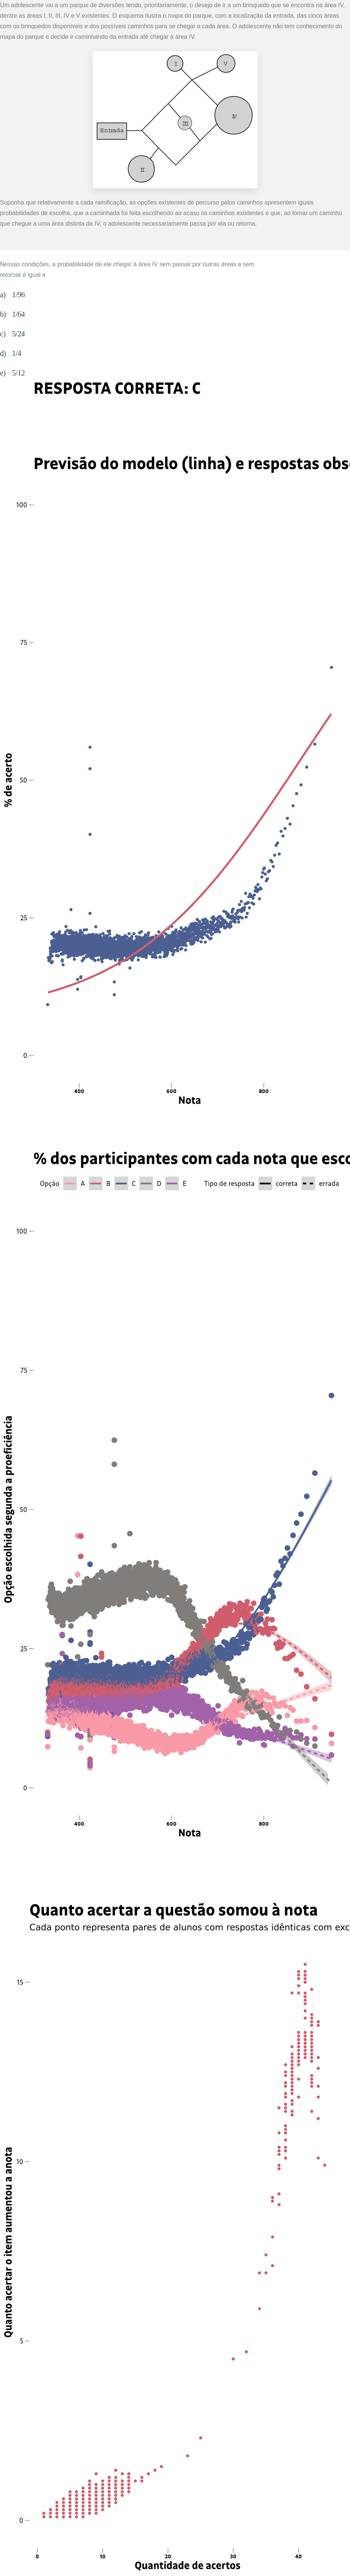 Um adolescente vai a um parque de diversões tendo, prioritariamente, o desejo de ir a um brinquedo que se encontra na área IV,
dentre as áreas I, II, III, IV e V existentes. O esquema ilustra o mapa do parque, com a localização da entrada, das cinco áreas
com os brinquedos disponíveis e dos possíveis caminhos para se chegar a cada área. O adolescente não tem conhecimento do
mapa do parque e decide ir caminhando da entrada até chegar à área IV.
I
V
IV
III
Entrada
II
Suponha que relativamente a cada ramificação, as opções existentes de percurso pelos caminhos apresentem iguais
probabilidades de escolha, que a caminhada foi feita escolhendo ao acaso os caminhos existentes e que, ao tomar um caminho
que chegue a uma área distinta da IV, o adolescente necessariamente passa por ela ou retorna.
Nessas condições, a probabilidade de ele chegar à área IV sem passar por outras áreas e sem
retornar é igual a
a) 1/96
b) 1/64
c) 5/24
d) 1/4
e) 5/12
RESPOSTA CORRETA: C
Previsão do modelo (linha) e respostas obs
100
75
50
25
0
% de acerto
400 600 800
Nota
% dos participantes com cada nota que esco
Opção A B C D E Tipo de resposta correta errada
100
75
50
25
0
Opção escolhida segunda a proeficiência
400 600 800
Nota
Quanto acertar a questão somou à nota
Cada ponto representa pares de alunos com respostas idênticas com exc
15
10
5
0
Quanto acertar o item aumentou a anota
0 10 20 30 40
Quantidade de acertos